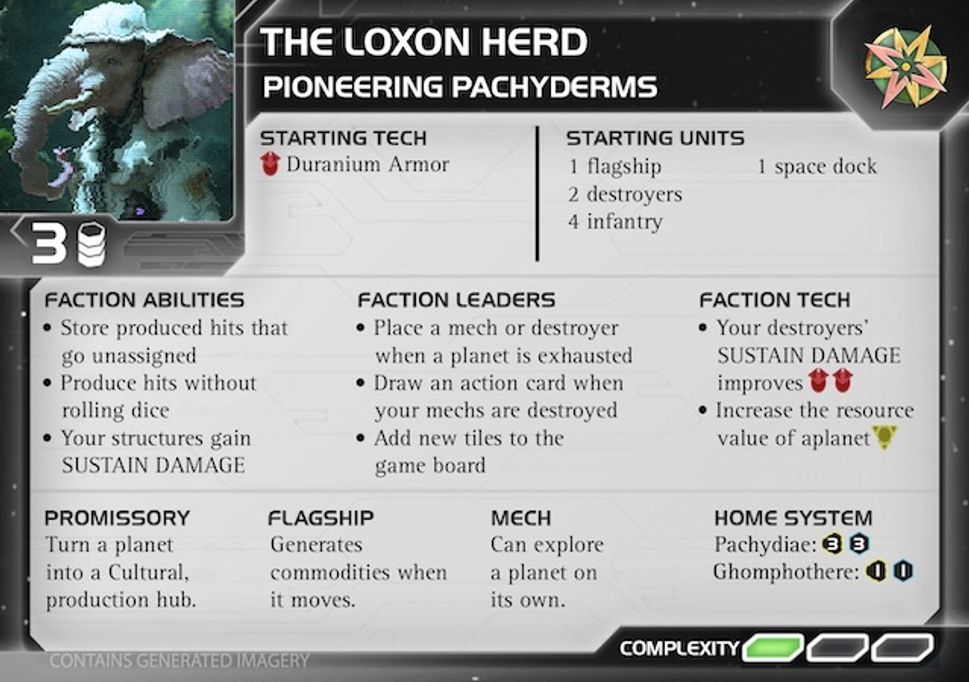 THE LOXON HERD
PIONEERING PACHYDERMS
3
STARTING TECH
Duranium Armor
STARTING UNITS
1 flagship
1 space dock
2 destroyers
4 infantry
FACTION ABILITIES
• Store produced hits that
go unassigned
• Produce hits without
rolling dice
• Your structures gain
SUSTAIN DAMAGE
FACTION LEADERS
• Place a mech or destroyer
when a planet is exhausted
• Draw an action card when
your mechs are destroyed
• Add new tiles to the
game board
FACTION TECH
• Your destroyers'
SUSTAIN DAMAGE
improves
• Increase the resource
value of aplanet
PROMISSORY
Turn a planet
into a Cultural,
production hub.
FLAGSHIP
Generates
commodities when
it moves.
MECH
Can explore
a planet on
its own.
HOME SYSTEM
Pachydiae: 3 3
Ghomphothere: 1 1
COMPLEXITY
CONTAINS GENERATED IMAGERY